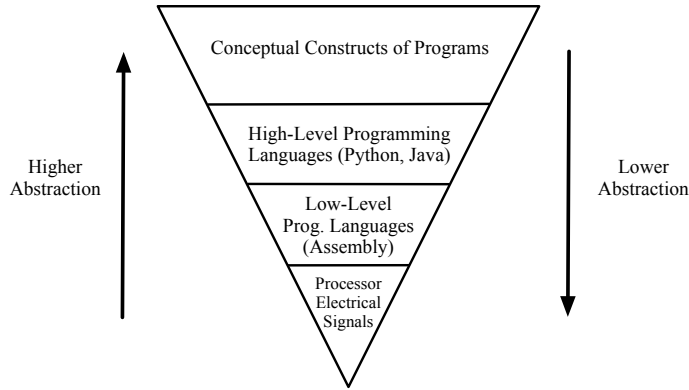 Conceptual Constructs of Programs
High-Level Programming
Languages (Python, Java)
Higher
Abstraction
Lower
Abstraction
Low-Level
Prog. Languages
(Assembly)
Processor
Electrical
Signals